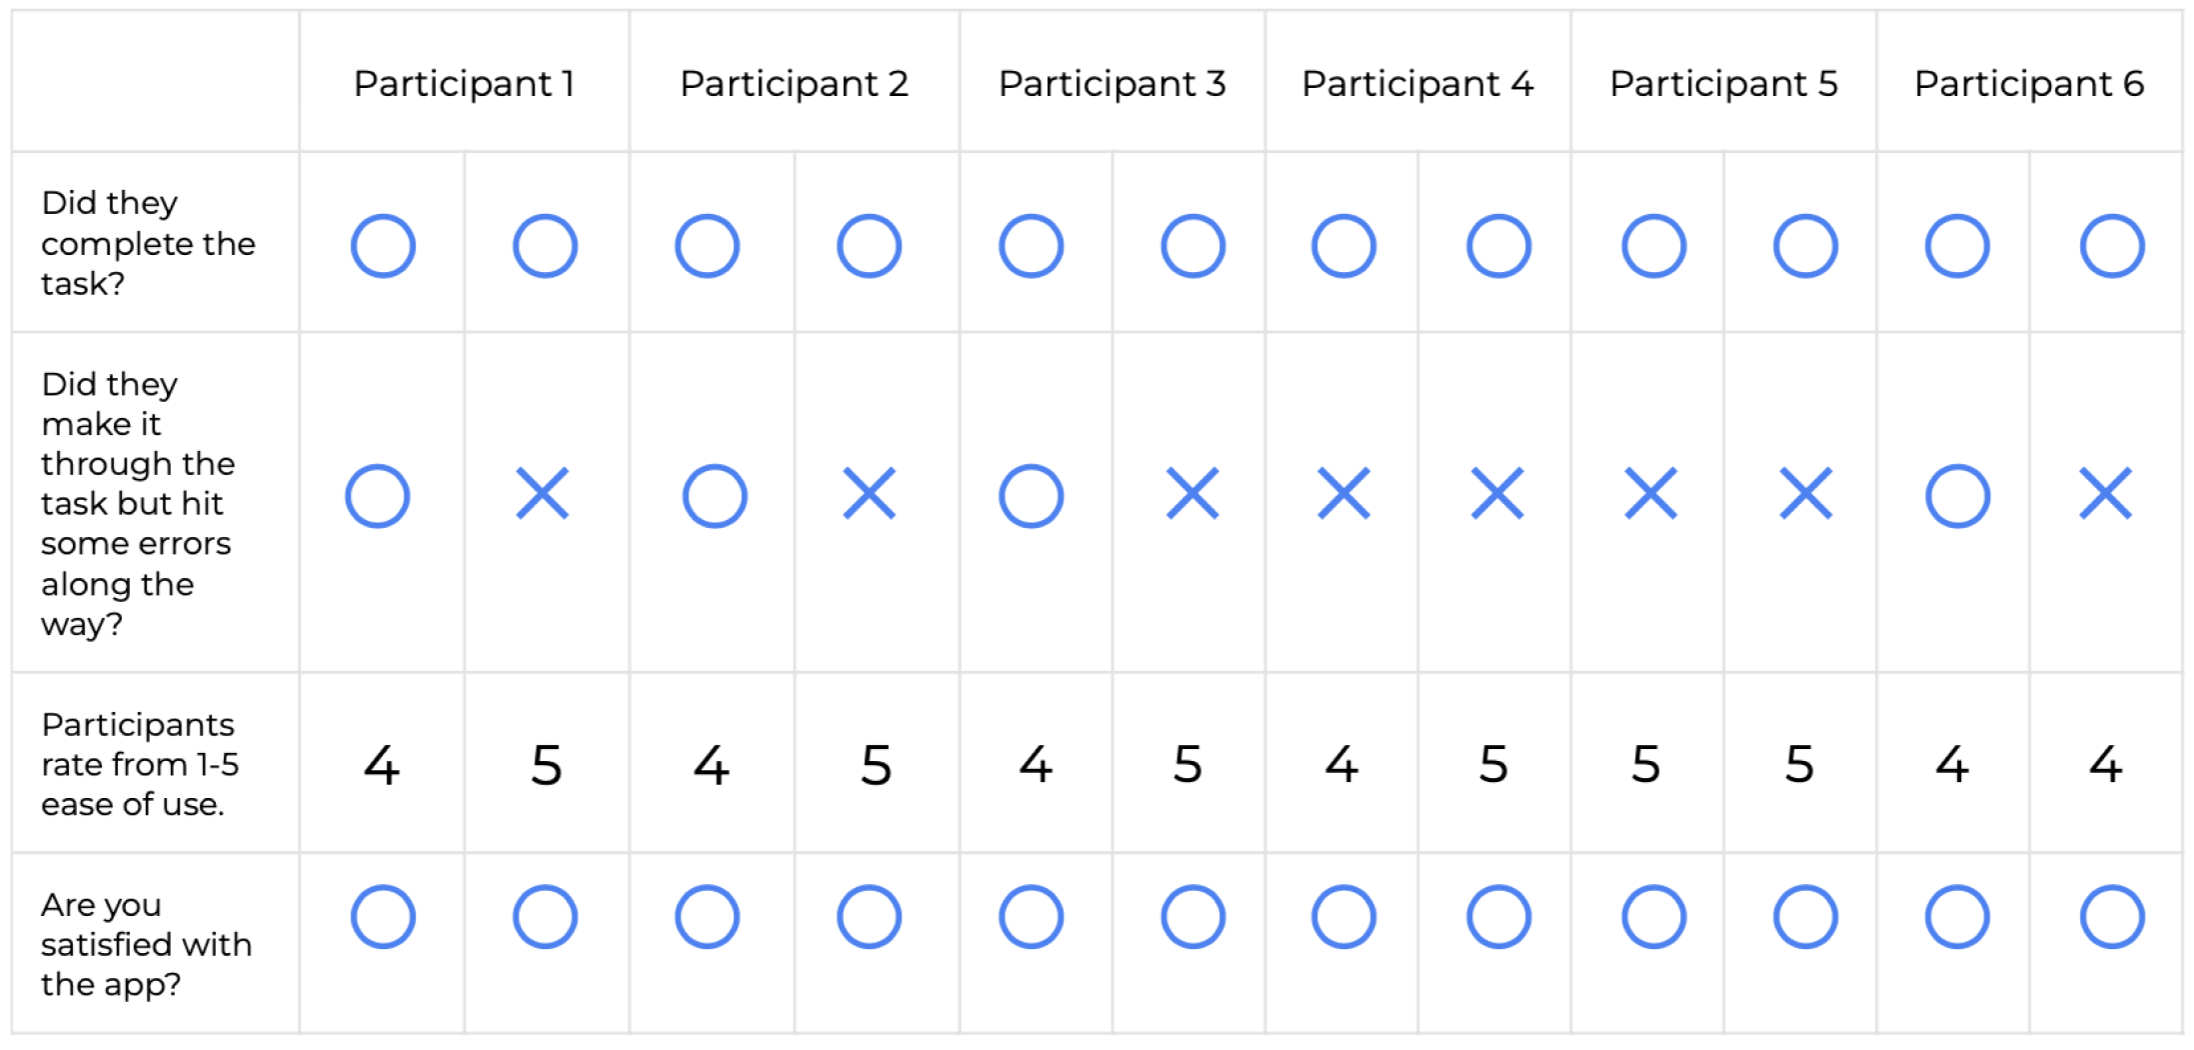 Participant 1 Participant 2 Participant 3 Participant 4 Participant 5 Participant 6
Did they
complete the
task?
Did they
make it
through the
task but hit
some errors
along the
way?
Participants
rate from 1-5
ease of use.
4 5 4 5 4 5 4 5 5 5 4 4
Are you
satisfied with
the app?